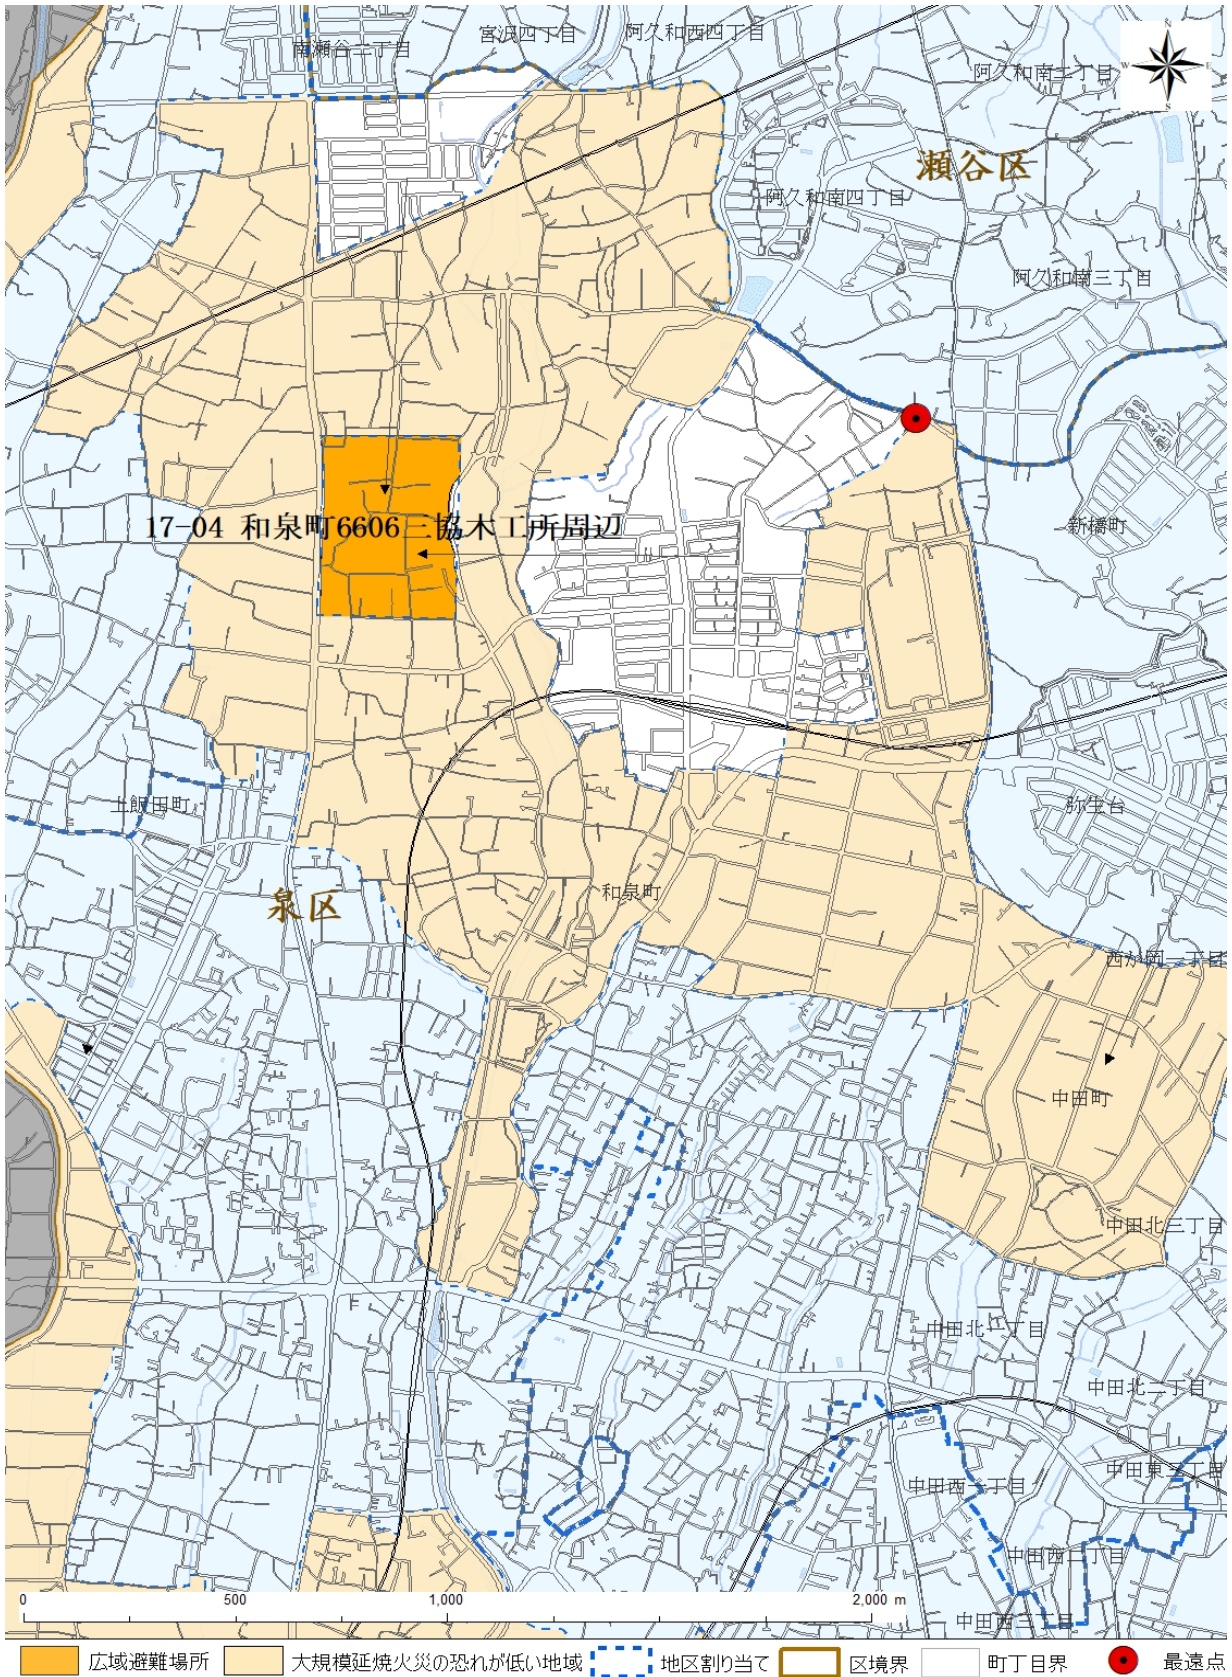 南瀬谷二丁目
宮沢四丁目
阿久和西四丁目
阿久和南二丁目
N
W
E
S
瀬谷区
阿久和南四丁目
阿久和南三丁目
17-04 和泉町6606三協木工所周辺
新橋町
上飯田町
弥生台
泉区
和泉町
西が岡一丁目
中田町
中田北三丁目
中田北一丁目
中田北二丁目
中田東三丁目
中田西一丁目
中田西二丁目
中田西三丁目
0 500 1,000 2,000 m
広域避難場所
大規模延焼火災の恐れが低い地域
地区割り当て
区境界
町丁目界
最遠点